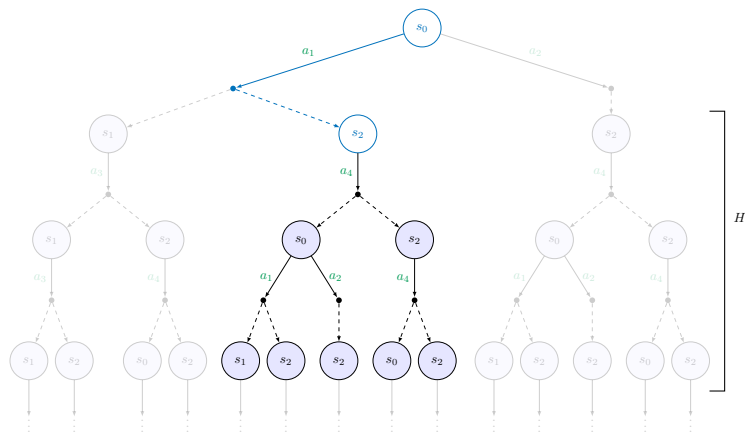 s₀
a₁ a₂
s₁ s₂ s₂
a₃ a₄ a₄
H
s₁ s₂ s₀ s₂ s₀ s₂
a₃ a₄ a₁ a₂ a₄ a₁ a₂ a₄
s₁ s₂ s₀ s₂ s₁ s₂ s₂ s₀ s₂ s₁ s₂ s₂ s₀ s₂